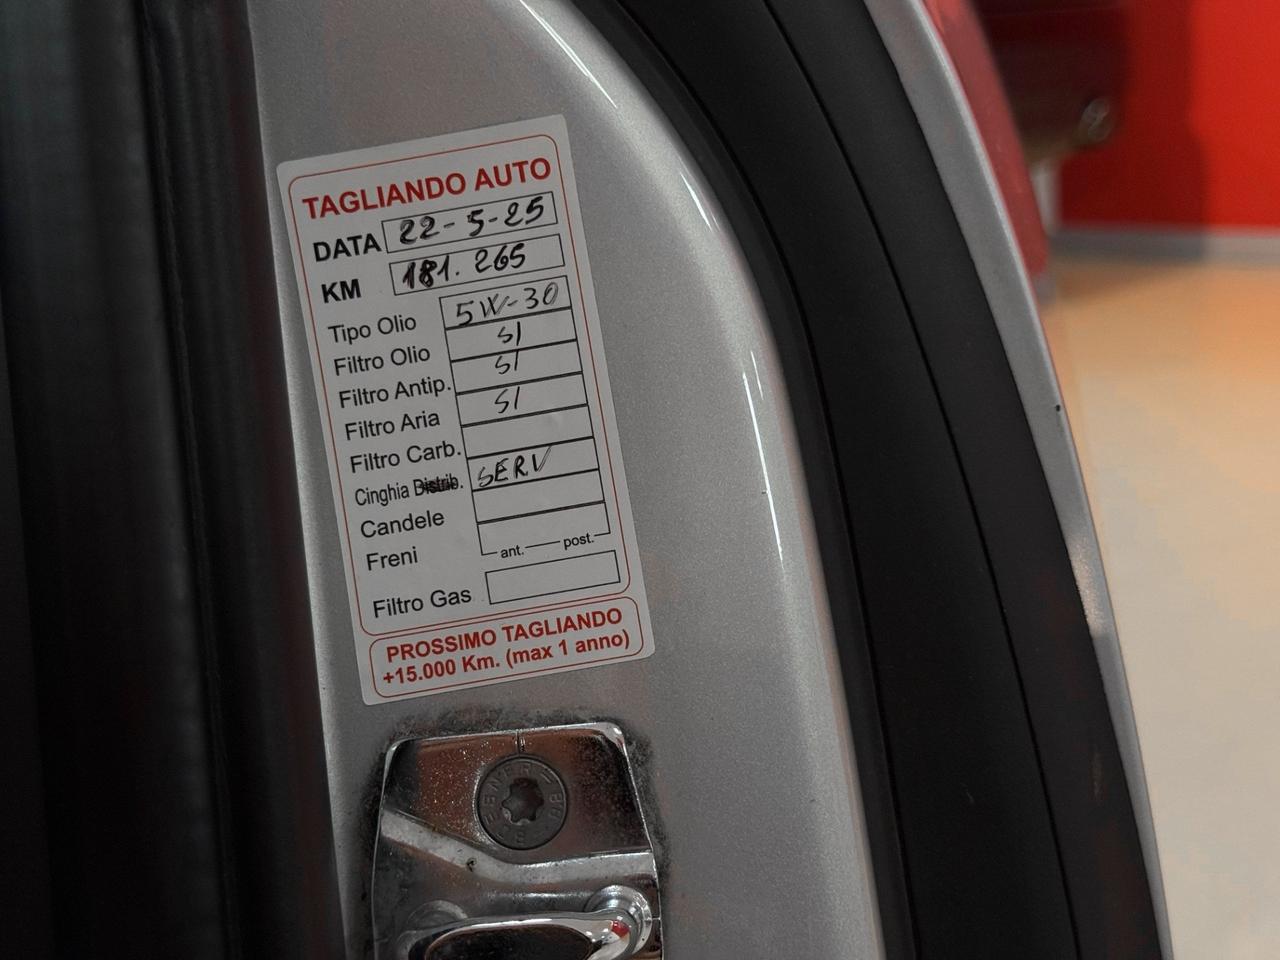 TAGLIANDO AUTO
DATA 22-5-25
KM 181.265
Tipo Olio 5W-30
Filtro Olio SI
Filtro Antip. SI
Filtro Aria SI
Filtro Carb.
Cinghia Distrib. SERV
Candele
Freni
ant. post.
Filtro Gas
PROSSIMO TAGLIANDO
+15.000 Km. (max 1 anno)